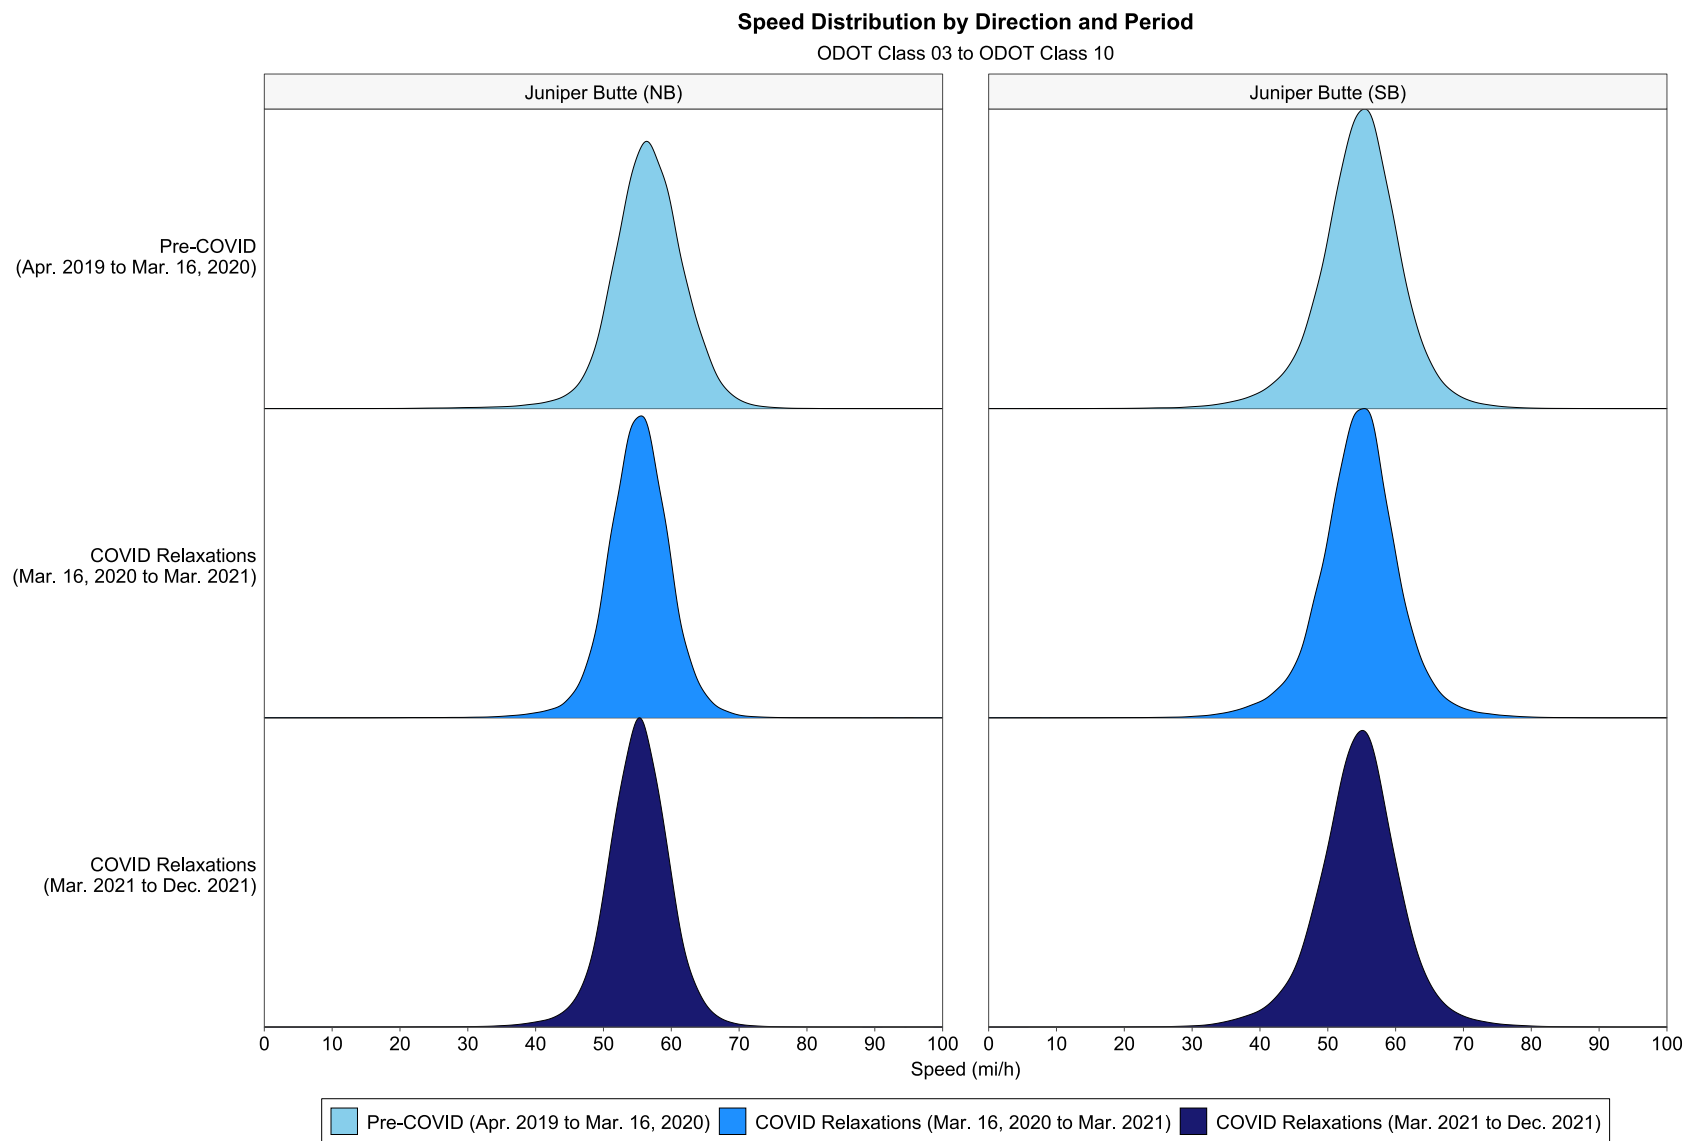 Speed Distribution by Direction and Period
ODOT Class 03 to ODOT Class 10
Juniper Butte (NB)
Juniper Butte (SB)
Pre-COVID
(Apr. 2019 to Mar. 16, 2020)
COVID Relaxations
(Mar. 16, 2020 to Mar. 2021)
COVID Relaxations
(Mar. 2021 to Dec. 2021)
0 10 20 30 40 50 60 70 80 90 100
0 10 20 30 40 50 60 70 80 90 100
Speed (mi/h)
Pre-COVID (Apr. 2019 to Mar. 16, 2020)
COVID Relaxations (Mar. 16, 2020 to Mar. 2021)
COVID Relaxations (Mar. 2021 to Dec. 2021)